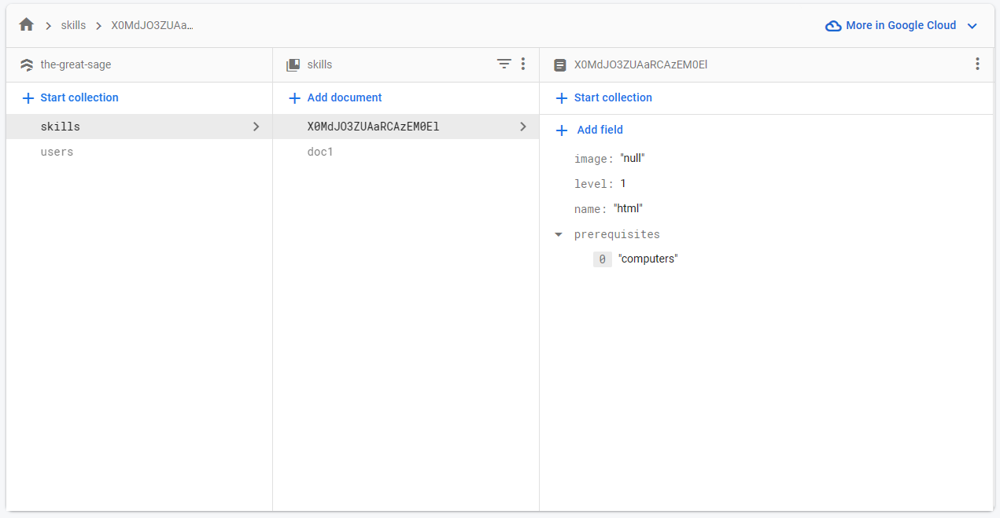 skills X0MdJO3ZUAa… More in Google Cloud
the-great-sage
Start collection
skills
users
skills
Add document
X0MdJO3ZUAaRCAzEM0El
doc1
X0MdJO3ZUAaRCAzEM0El
Start collection
Add field
image: "null"
level: 1
name: "html"
prerequisites
0 "computers"